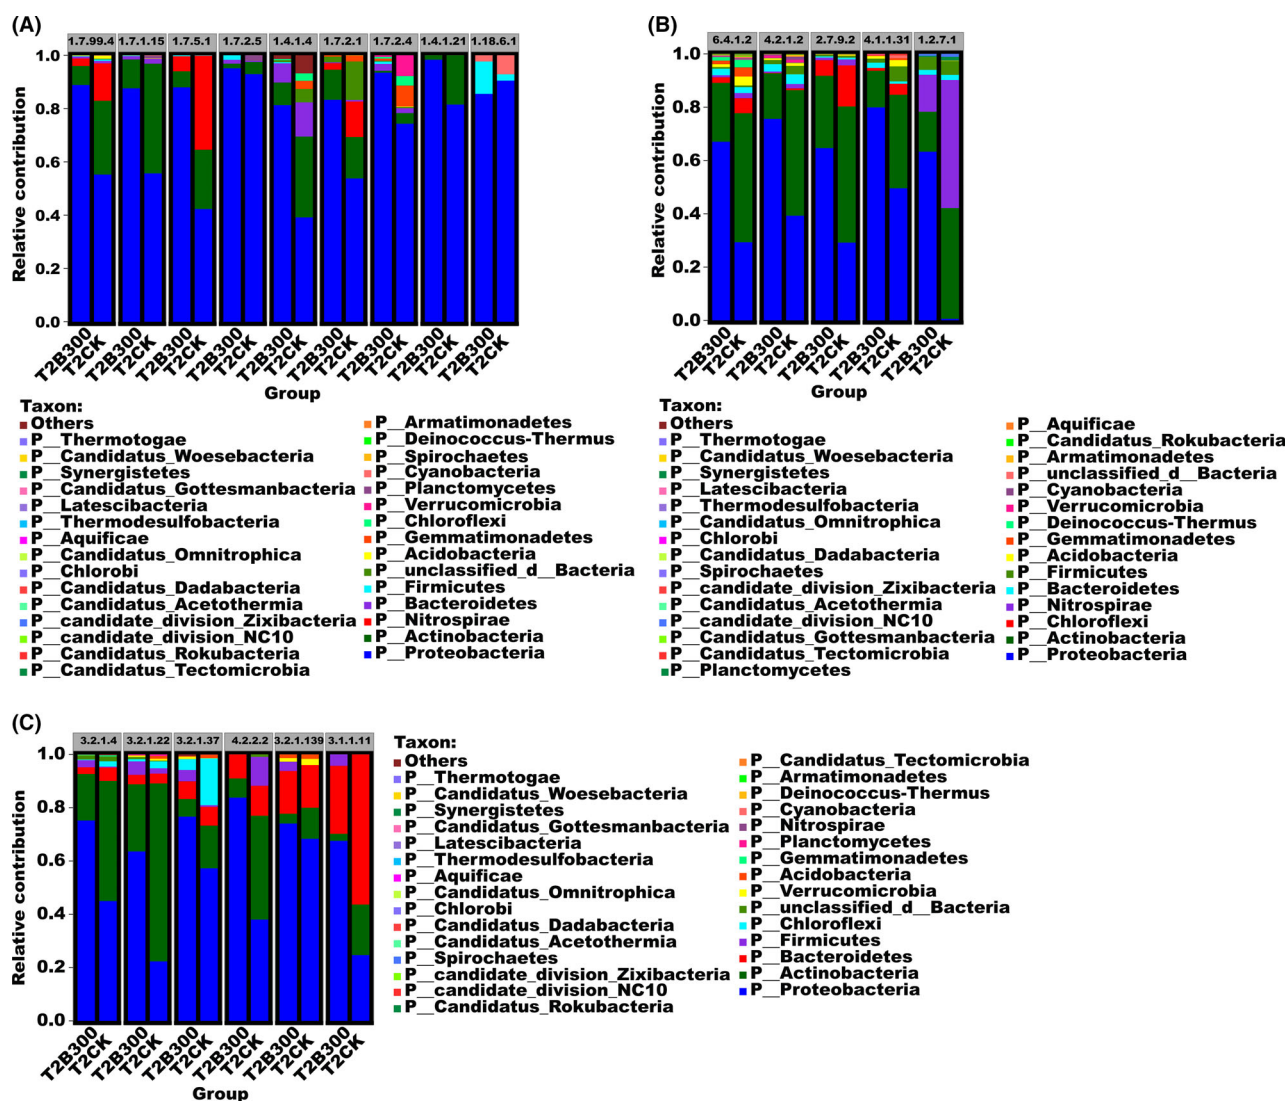 (A)
1.7.99.4 1.7.1.15 1.7.5.1 1.7.2.5 1.4.1.4 1.7.2.1 1.7.2.4 1.4.1.21 1.18.6.1
Relative contribution
1.0
0.8
0.6
0.4
0.2
0.0
T2B300 T2CK T2B300 T2CK T2B300 T2CK T2B300 T2CK T2B300 T2CK T2B300 T2CK T2B300 T2CK T2B300 T2CK T2B300 T2CK
Group
Taxon:
Others
P__Thermotogae
P__Candidatus_Woesebacteria
P__Synergistetes
P__Candidatus_Gottesmanbacteria
P__Latescibacteria
P__Thermodesulfobacteria
P__Aquificae
P__Candidatus_Omnitrophica
P__Chlorobi
P__Candidatus_Dadabacteria
P__Candidatus_Acetothermia
P__candidate_division_Zixibacteria
P__candidate_division_NC10
P__Candidatus_Rokubacteria
P__Candidatus_Tectomicrobia
P__Armatimonadetes
P__Deinococcus-Thermus
P__Spirochaetes
P__Cyanobacteria
P__Planctomycetes
P__Verrucomicrobia
P__Chloroflexi
P__Gemmatimonadetes
P__Acidobacteria
P__unclassified_d__Bacteria
P__Firmicutes
P__Bacteroidetes
P__Nitrospirae
P__Actinobacteria
P__Proteobacteria
(B)
6.4.1.2 4.2.1.2 2.7.9.2 4.1.1.31 1.2.7.1
Relative contribution
1.0
0.8
0.6
0.4
0.2
0.0
T2B300 T2CK T2B300 T2CK T2B300 T2CK T2B300 T2CK T2B300 T2CK
Group
Taxon:
Others
P__Thermotogae
P__Candidatus_Woesebacteria
P__Synergistetes
P__Latescibacteria
P__Thermodesulfobacteria
P__Candidatus_Omnitrophica
P__Chlorobi
P__Candidatus_Dadabacteria
P__Spirochaetes
P__candidate_division_Zixibacteria
P__Candidatus_Acetothermia
P__candidate_division_NC10
P__Candidatus_Gottesmanbacteria
P__Candidatus_Tectomicrobia
P__Planctomycetes
P__Aquificae
P__Candidatus_Rokubacteria
P__Armatimonadetes
P__unclassified_d__Bacteria
P__Cyanobacteria
P__Verrucomicrobia
P__Deinococcus-Thermus
P__Gemmatimonadetes
P__Acidobacteria
P__Firmicutes
P__Bacteroidetes
P__Nitrospirae
P__Chloroflexi
P__Actinobacteria
P__Proteobacteria
(C)
3.2.1.4 3.2.1.22 3.2.1.37 4.2.2.2 3.2.1.139 3.1.1.11
Relative contribution
1.0
0.8
0.6
0.4
0.2
0.0
T2B300 T2CK T2B300 T2CK T2B300 T2CK T2B300 T2CK T2B300 T2CK T2B300 T2CK
Group
Taxon:
Others
P__Thermotogae
P__Candidatus_Woesebacteria
P__Synergistetes
P__Candidatus_Gottesmanbacteria
P__Latescibacteria
P__Thermodesulfobacteria
P__Aquificae
P__Candidatus_Omnitrophica
P__Chlorobi
P__Candidatus_Dadabacteria
P__Candidatus_Acetothermia
P__Spirochaetes
P__candidate_division_Zixibacteria
P__candidate_division_NC10
P__Candidatus_Rokubacteria
P__Candidatus_Tectomicrobia
P__Armatimonadetes
P__Deinococcus-Thermus
P__Cyanobacteria
P__Nitrospirae
P__Planctomycetes
P__Gemmatimonadetes
P__Acidobacteria
P__Verrucomicrobia
P__unclassified_d__Bacteria
P__Chloroflexi
P__Firmicutes
P__Bacteroidetes
P__Actinobacteria
P__Proteobacteria